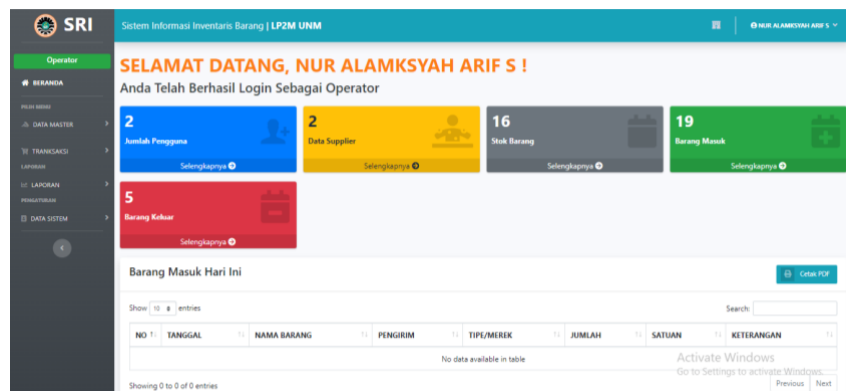 SRI
Sistem Informasi Inventaris Barang | LP2M UNM
NUR ALAMKSYAH ARIF S
Operator
BERANDA
PILIH MENU
DATA MASTER
TRANKSAKSI
LAPORAN
LAPORAN
PENGATURAN
DATA SISTEM
SELAMAT DATANG, NUR ALAMKSYAH ARIF S !
Anda Telah Berhasil Login Sebagai Operator
2
Jumlah Pengguna
Selengkapnya
2
Data Supplier
Selengkapnya
16
Stok Barang
Selengkapnya
19
Barang Masuk
Selengkapnya
5
Barang Keluar
Selengkapnya
Barang Masuk Hari Ini
Cetak PDF
Show 10 entries
Search:
NO TANGGAL NAMA BARANG PENGIRIM TIPE/MEREK JUMLAH SATUAN KETERANGAN
No data available in table
Activate Windows
Go to Settings to activate Windows.
Showing 0 to 0 of 0 entries
Previous Next